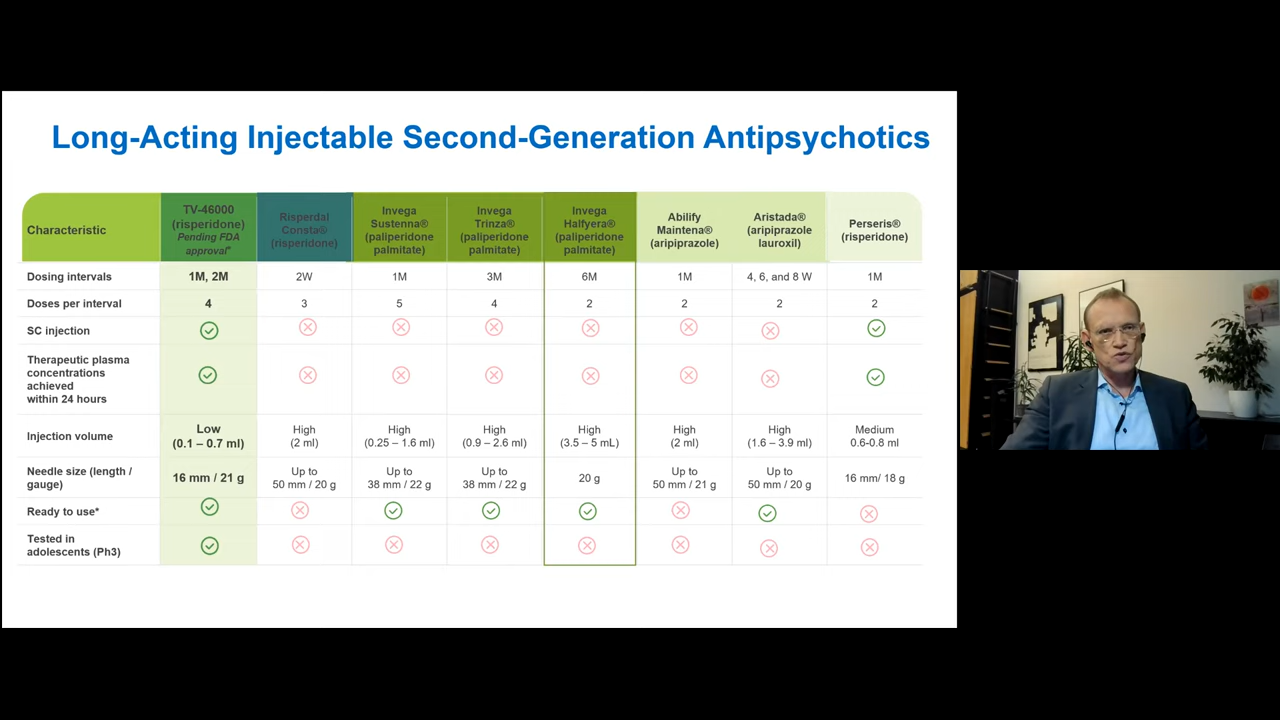 Long-Acting Injectable Second-Generation Antipsychotics
Characteristic
TV-46000
(risperidone)
Pending FDA
approval*
Risperdal
Consta®
(risperidone)
Invega
Sustenna®
(paliperidone
palmitate)
Invega
Trinza®
(paliperidone
palmitate)
Invega
Halfyera®
(paliperidone
palmitate)
Abilify
Maintena®
(aripiprazole)
Aristada®
(aripiprazole
lauroxil)
Perseris®
(risperidone)
Dosing intervals
1M, 2M
2W
1M
3M
6M
1M
4, 6, and 8 W
1M
Doses per interval
4
3
5
4
2
2
2
2
SC injection
Therapeutic plasma
concentrations
achieved
within 24 hours
Injection volume
Low
(0.1 – 0.7 ml)
High
(2 ml)
High
(0.25 – 1.6 ml)
High
(0.9 – 2.6 ml)
High
(3.5 – 5 mL)
High
(2 ml)
High
(1.6 – 3.9 ml)
Medium
0.6-0.8 ml
Needle size (length /
gauge)
16 mm / 21 g
Up to
50 mm / 20 g
Up to
38 mm / 22 g
Up to
38 mm / 22 g
20 g
Up to
50 mm / 21 g
Up to
50 mm / 20 g
16 mm/ 18 g
Ready to use*
Tested in
adolescents (Ph3)